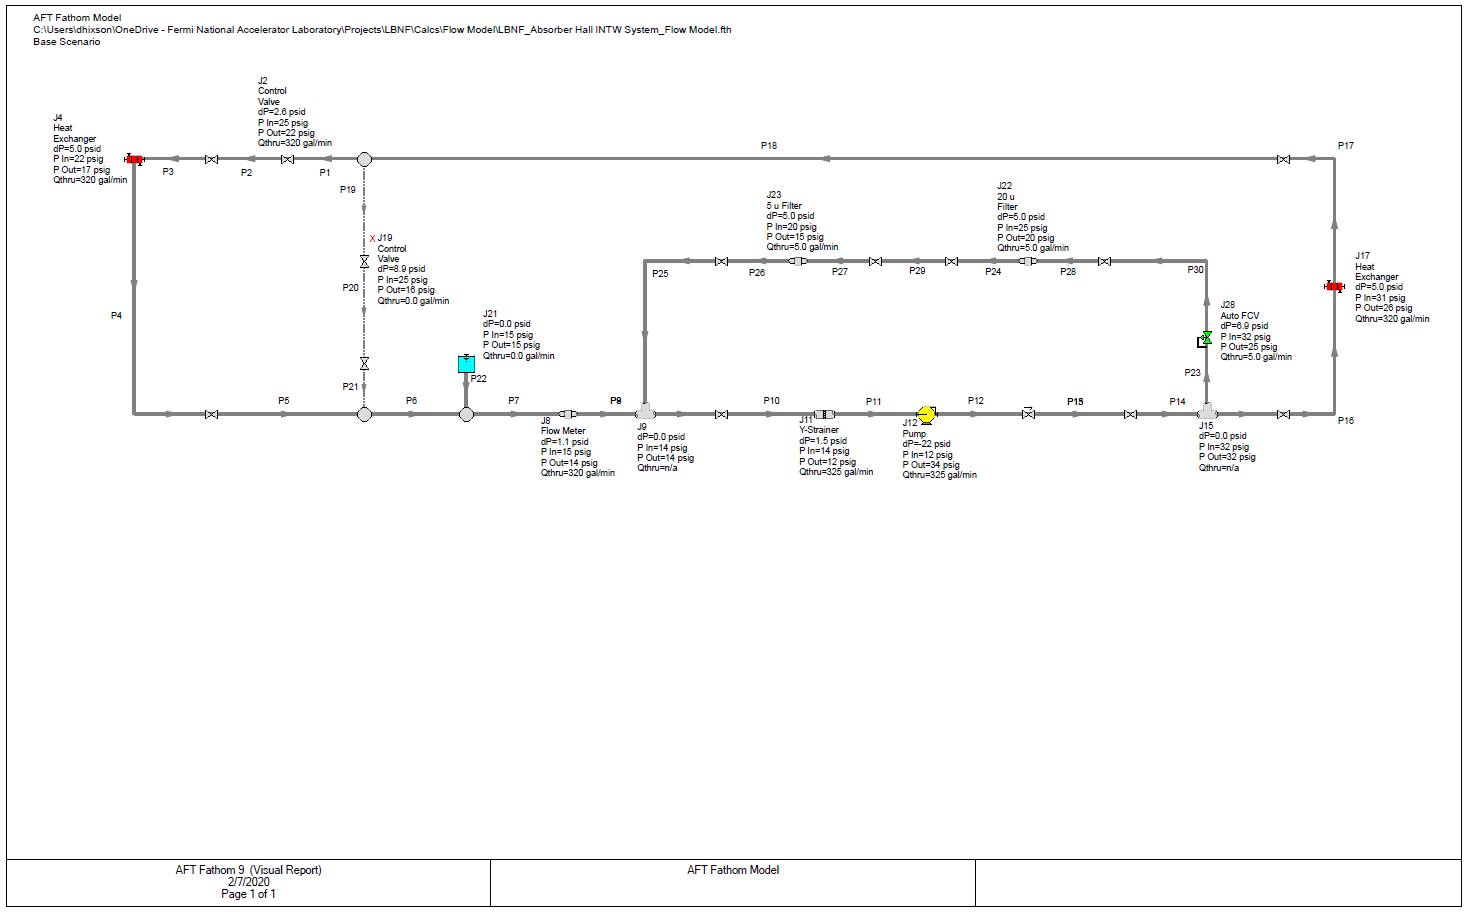 AFT Fathom Model
C:\Users\dhixson\OneDrive - Fermi National Accelerator Laboratory\Projects\LBNF\Calcs\Flow Model\LBNF_Absorber Hall INTW System_Flow Model.fth
Base Scenario
J2
Control
Valve
dP=2.6 psid
P In=25 psig
P Out=22 psig
Qthru=320 gal/min
J4
Heat
Exchanger
dP=5.0 psid
P In=22 psig
P Out=17 psig
Qthru=320 gal/min
P3
P2
P1
P18
P17
P19
X J19
Control
Valve
dP=8.9 psid
P In=25 psig
P Out=16 psig
Qthru=0.0 gal/min
P20
P4
J23
5 u Filter
dP=5.0 psid
P In=20 psig
P Out=15 psig
Qthru=5.0 gal/min
J22
20 u
Filter
dP=5.0 psid
P In=25 psig
P Out=20 psig
Qthru=5.0 gal/min
P25
P26
P27
P29
P24
P28
P30
J17
Heat
Exchanger
dP=5.0 psid
P In=31 psig
P Out=26 psig
Qthru=320 gal/min
J28
Auto FCV
dP=6.9 psid
P In=32 psig
P Out=25 psig
Qthru=5.0 gal/min
J21
dP=0.0 psid
P In=15 psig
P Out=15 psig
Qthru=0.0 gal/min
P22
P23
P21
P5
P6
P7
P10
P11
P12
P14
P16
J8
Flow Meter
dP=1.1 psid
P In=15 psig
P Out=14 psig
Qthru=320 gal/min
J9
dP=0.0 psid
P In=14 psig
P Out=14 psig
Qthru=n/a
J11
Y-Strainer
dP=1.5 psid
P In=14 psig
P Out=12 psig
Qthru=325 gal/min
J12
Pump
dP=-22 psid
P In=12 psig
P Out=34 psig
Qthru=325 gal/min
J15
dP=0.0 psid
P In=32 psig
P Out=32 psig
Qthru=n/a
AFT Fathom 9 (Visual Report)
2/7/2020
Page 1 of 1
AFT Fathom Model